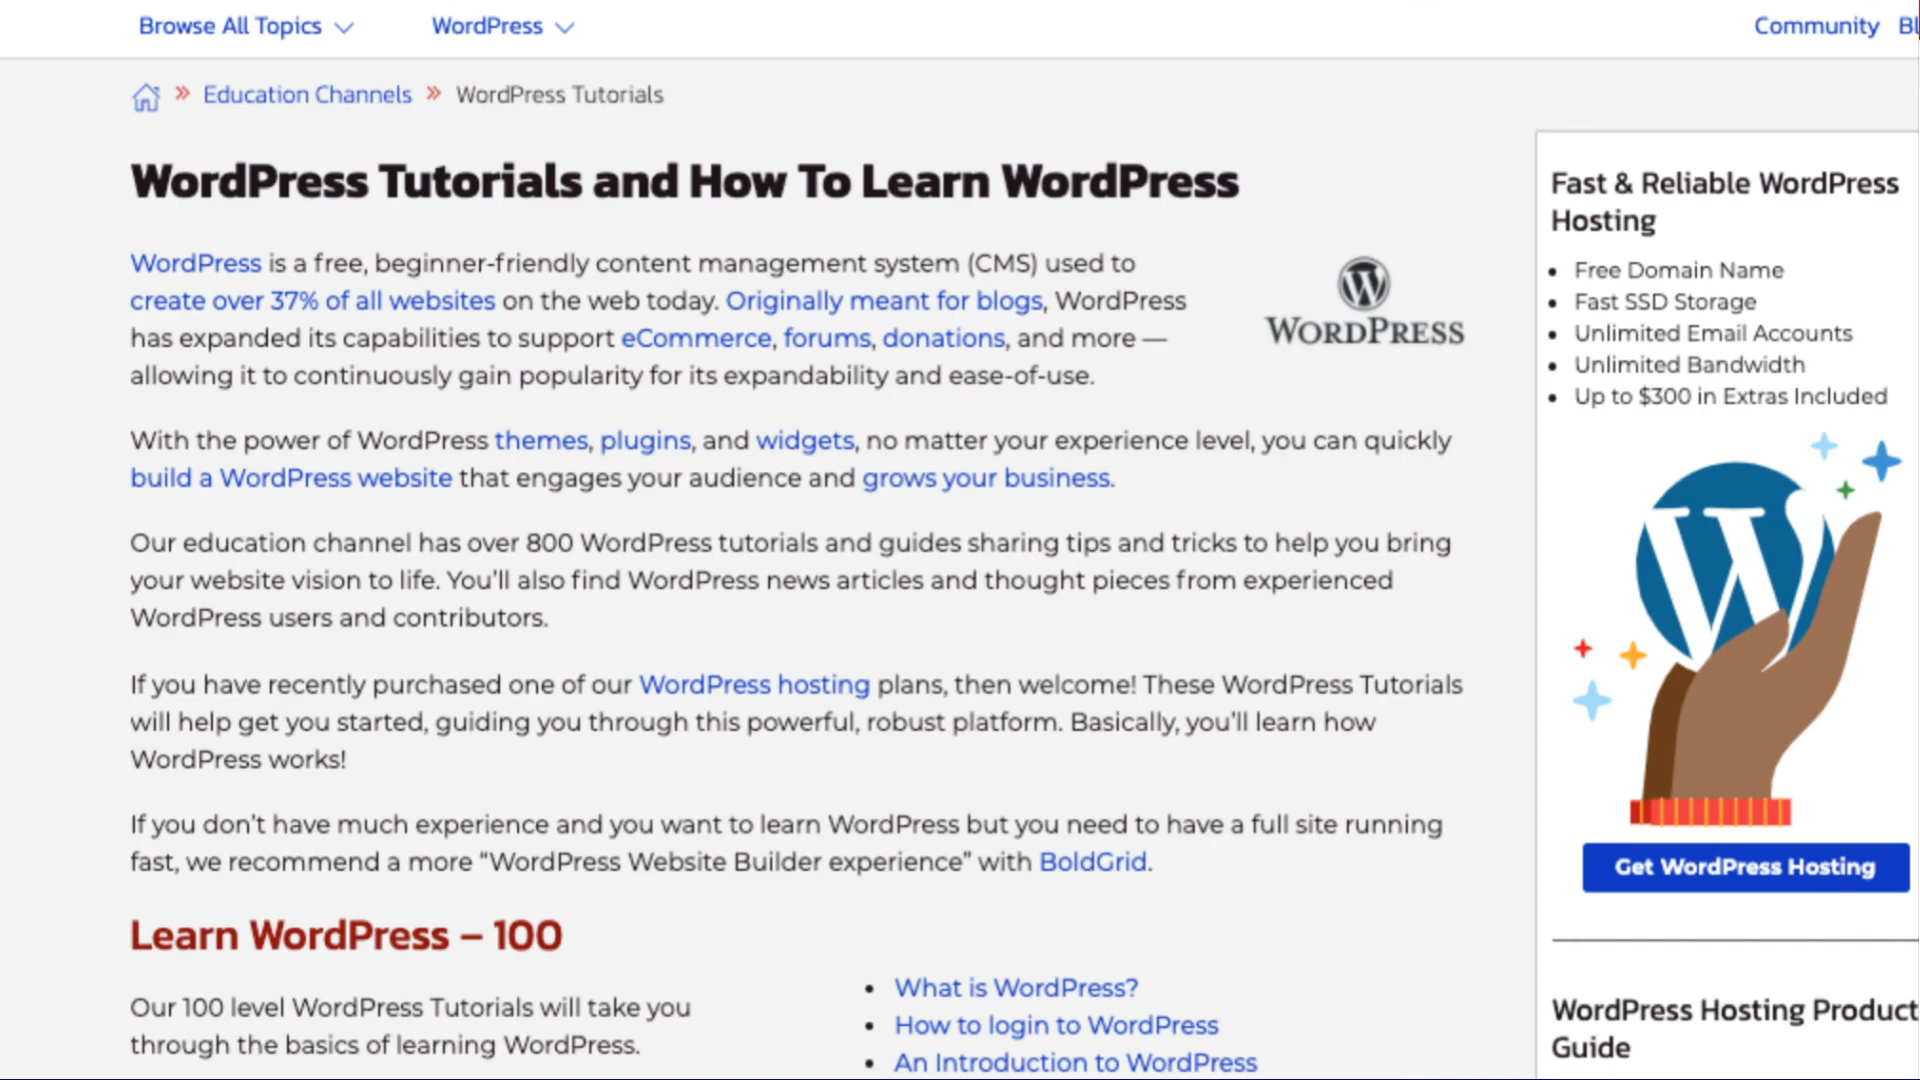 Browse All Topics
WordPress
Community
Education Channels
WordPress Tutorials
WordPress Tutorials and How To Learn WordPress
WordPress is a free, beginner-friendly content management system (CMS) used to
create over 37% of all websites on the web today. Originally meant for blogs, WordPress
has expanded its capabilities to support eCommerce, forums, donations, and more —
allowing it to continuously gain popularity for its expandability and ease-of-use.
WORDPRESS
With the power of WordPress themes, plugins, and widgets, no matter your experience level, you can quickly
build a WordPress website that engages your audience and grows your business.
Our education channel has over 800 WordPress tutorials and guides sharing tips and tricks to help you bring
your website vision to life. You’ll also find WordPress news articles and thought pieces from experienced
WordPress users and contributors.
If you have recently purchased one of our WordPress hosting plans, then welcome! These WordPress Tutorials
will help get you started, guiding you through this powerful, robust platform. Basically, you’ll learn how
WordPress works!
If you don’t have much experience and you want to learn WordPress but you need to have a full site running
fast, we recommend a more “WordPress Website Builder experience” with BoldGrid.
Learn WordPress – 100
Our 100 level WordPress Tutorials will take you
through the basics of learning WordPress.
• What is WordPress?
• How to login to WordPress
• An Introduction to WordPress
Fast & Reliable WordPress
Hosting
• Free Domain Name
• Fast SSD Storage
• Unlimited Email Accounts
• Unlimited Bandwidth
• Up to $300 in Extras Included
Get WordPress Hosting
WordPress Hosting Product
Guide